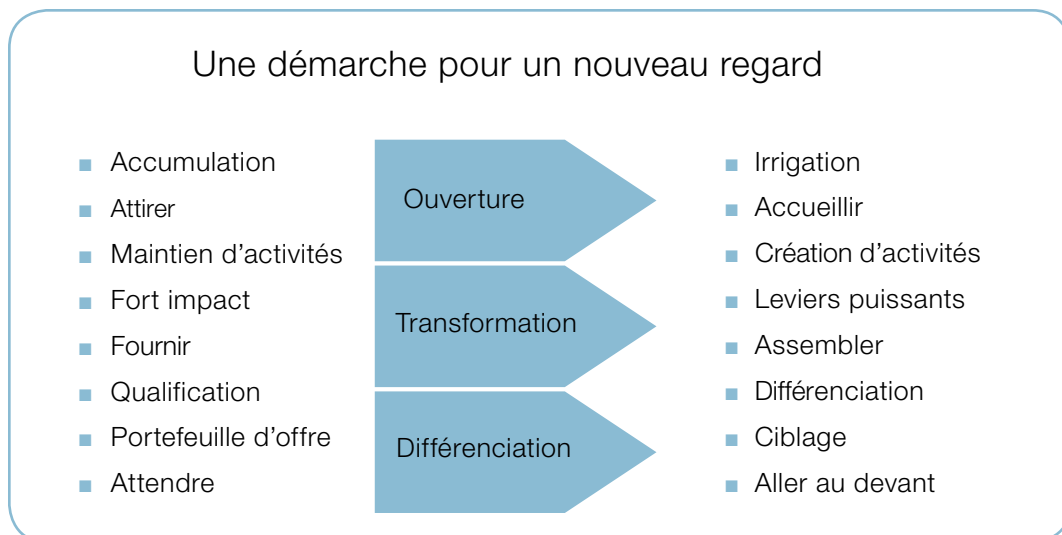 Une démarche pour un nouveau regard
Accumulation
Attirer
Maintien d’activités
Fort impact
Fournir
Qualification
Portefeuille d’offre
Attendre
Ouverture
Transformation
Différenciation
Irrigation
Accueillir
Création d’activités
Leviers puissants
Assembler
Différenciation
Ciblage
Aller au devant